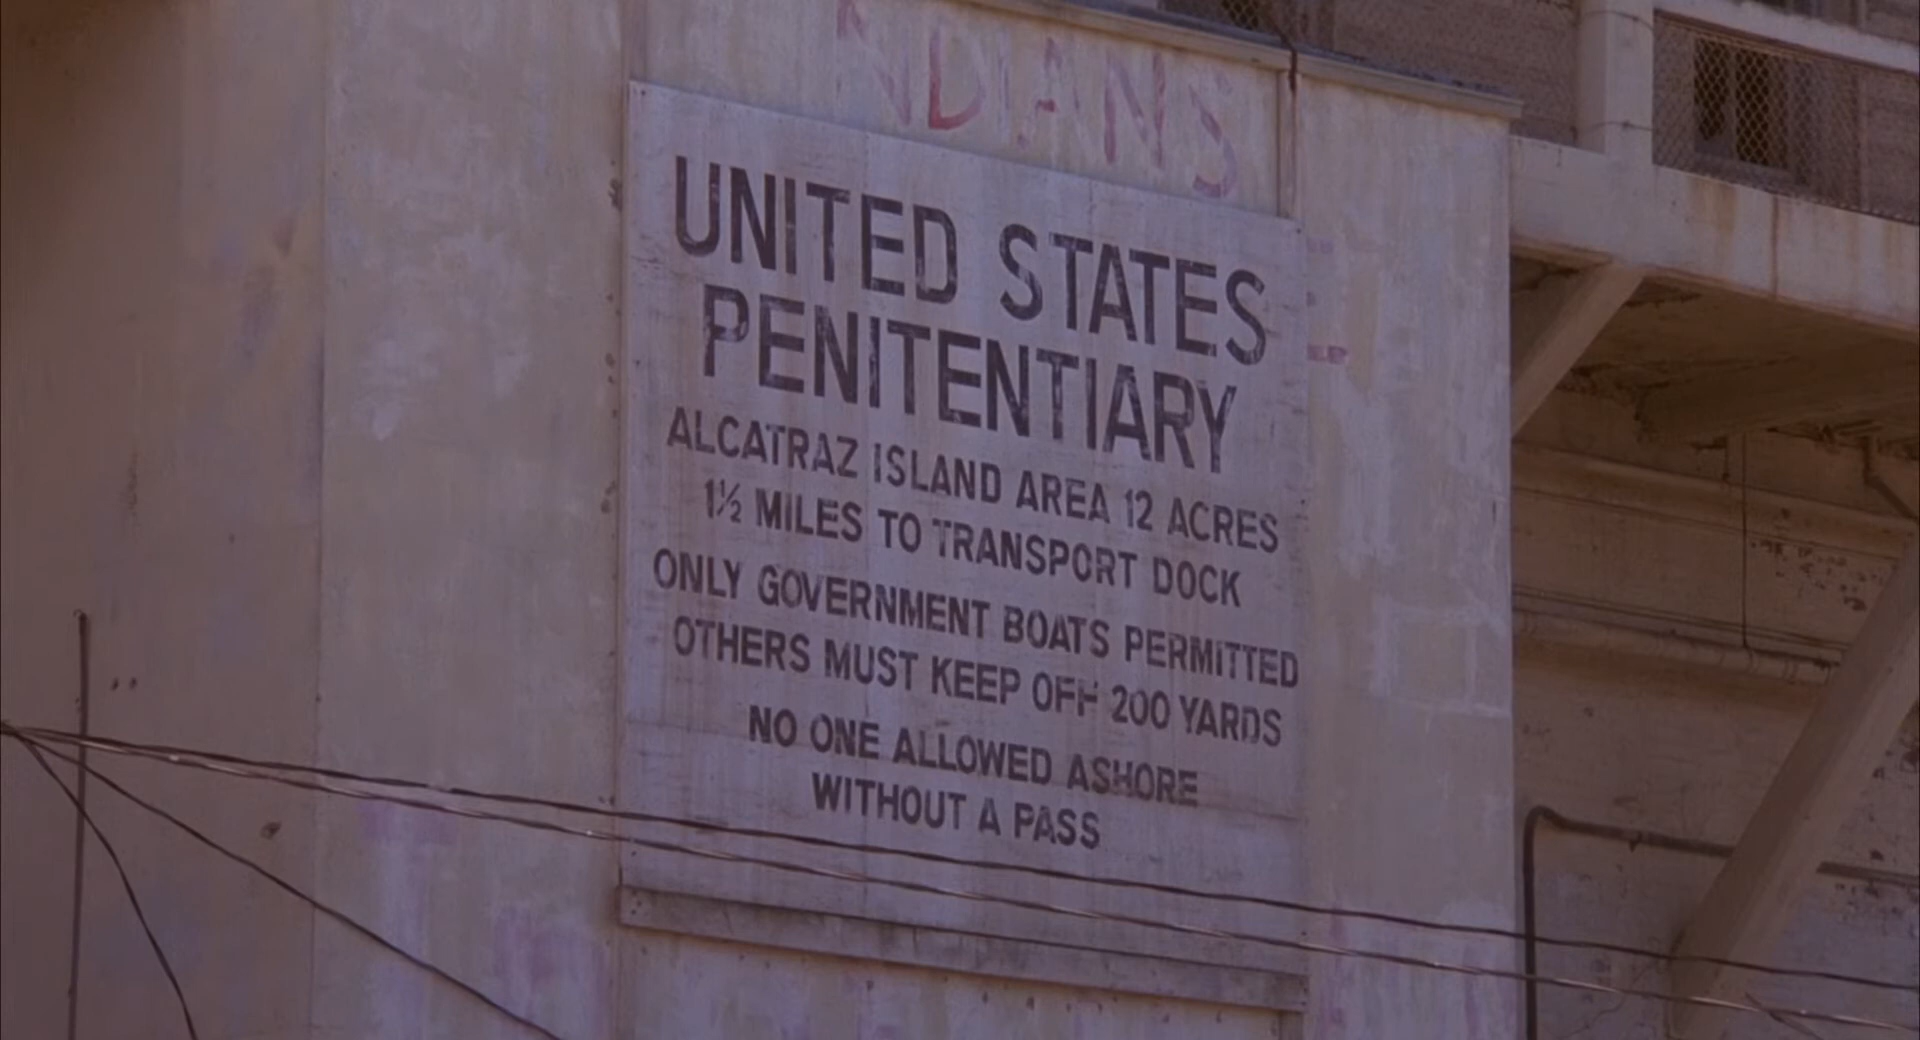 NDIANS
UNITED STATES
PENITENTIARY
ALCATRAZ ISLAND AREA 12 ACRES
1½ MILES TO TRANSPORT DOCK
ONLY GOVERNMENT BOATS PERMITTED
OTHERS MUST KEEP OFF 200 YARDS
NO ONE ALLOWED ASHORE
WITHOUT A PASS